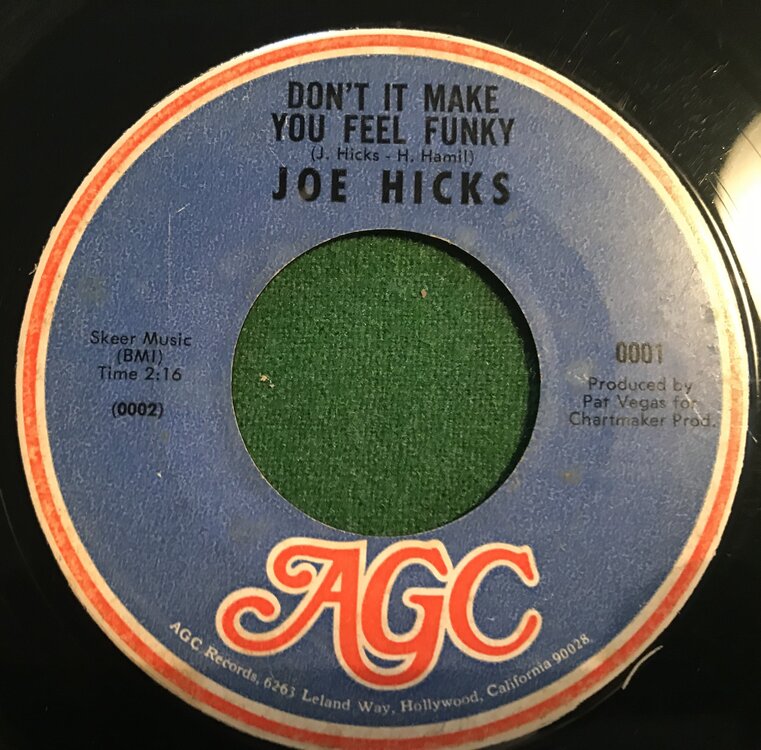 DON'T IT MAKE
YOU FEEL FUNKY
(J. Hicks - H. Hamil)
JOE HICKS
Skeer Music
(BMI)
Time 2:16
(0002)
0001
Produced by
Pat Vegas for
Chartmaker Prod.
AGC
AGC Records, 6263 Leland Way, Hollywood, California 90028